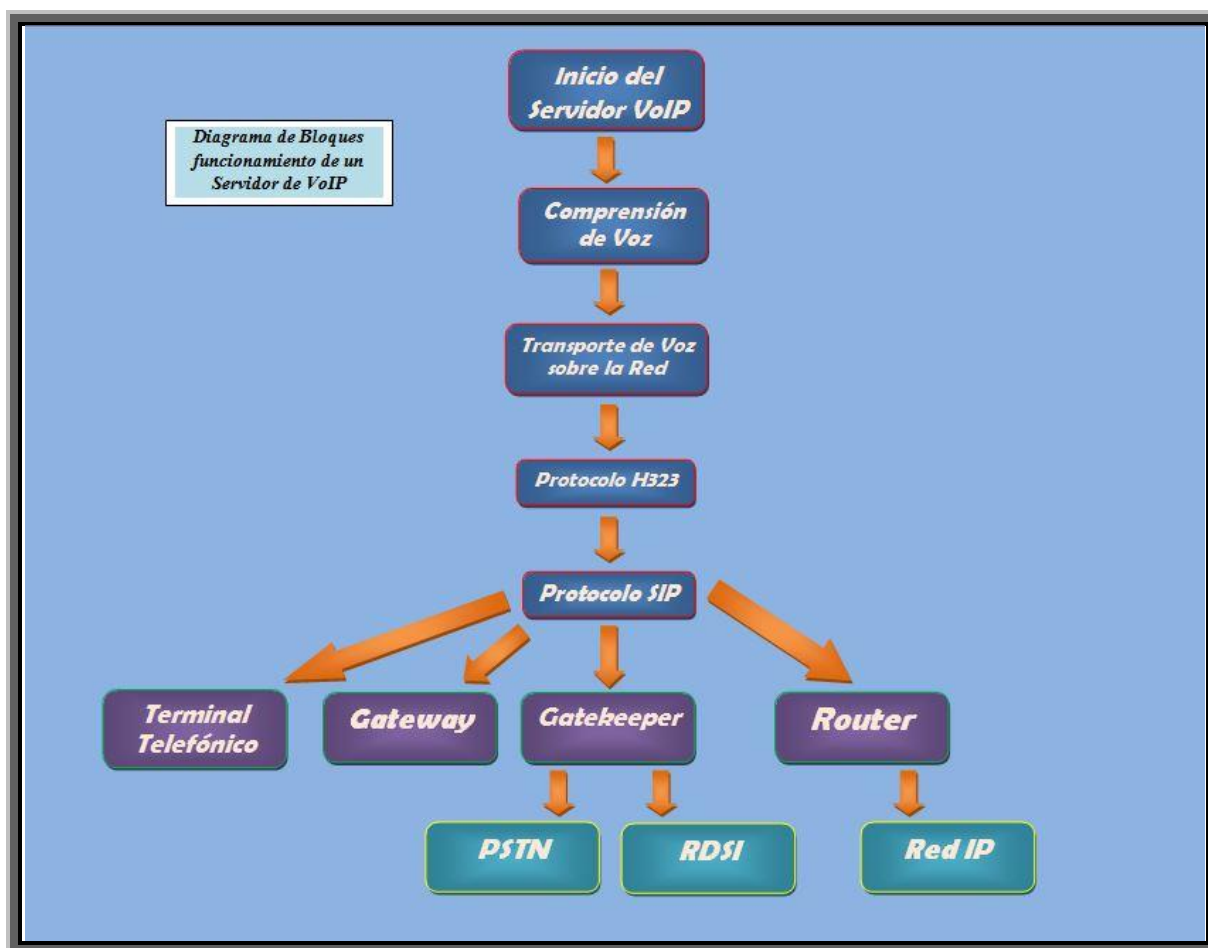 Inicio del
Servidor VoIP
Diagrama de Bloques
funcionamiento de un
Servidor de VoIP
Comprensión
de Voz
Transporte de Voz
sobre la Red
Protocolo H323
Protocolo SIP
Terminal
Telefónico
Gateway
Gatekeeper
Router
PSTN
RDSI
Red IP